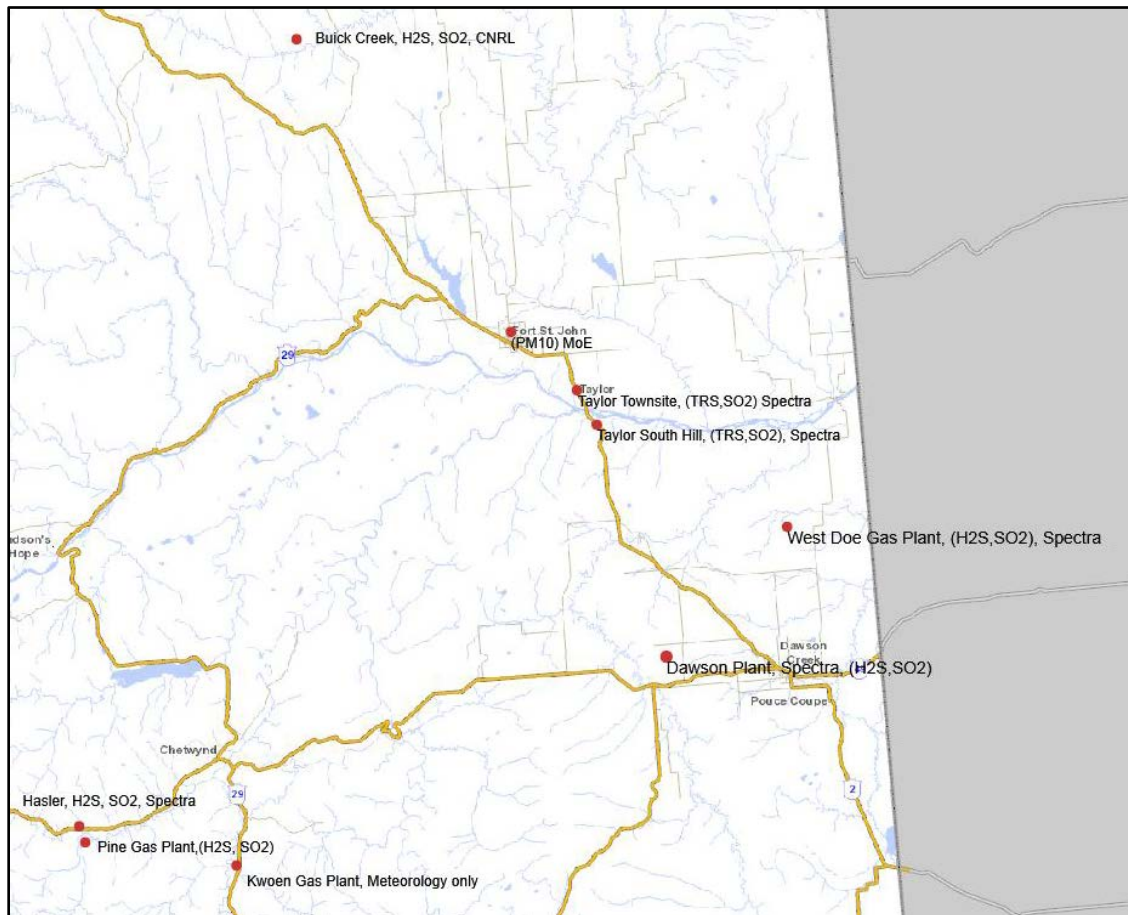 Buick Creek, H2S, SO2, CNRL
Fort St. John
(PM10) MoE
29
Taylor
Taylor Townsite, (TRS,SO2) Spectra
Taylor South Hill, (TRS,SO2), Spectra
West Doe Gas Plant, (H2S,SO2), Spectra
Hope
Dawson
Creek
Dawson Plant, Spectra, (H2S,SO2)
Pouce Coupe
Chetwynd
29
2
Hasler, H2S, SO2, Spectra
Pine Gas Plant,(H2S, SO2)
Kwoen Gas Plant, Meteorology only